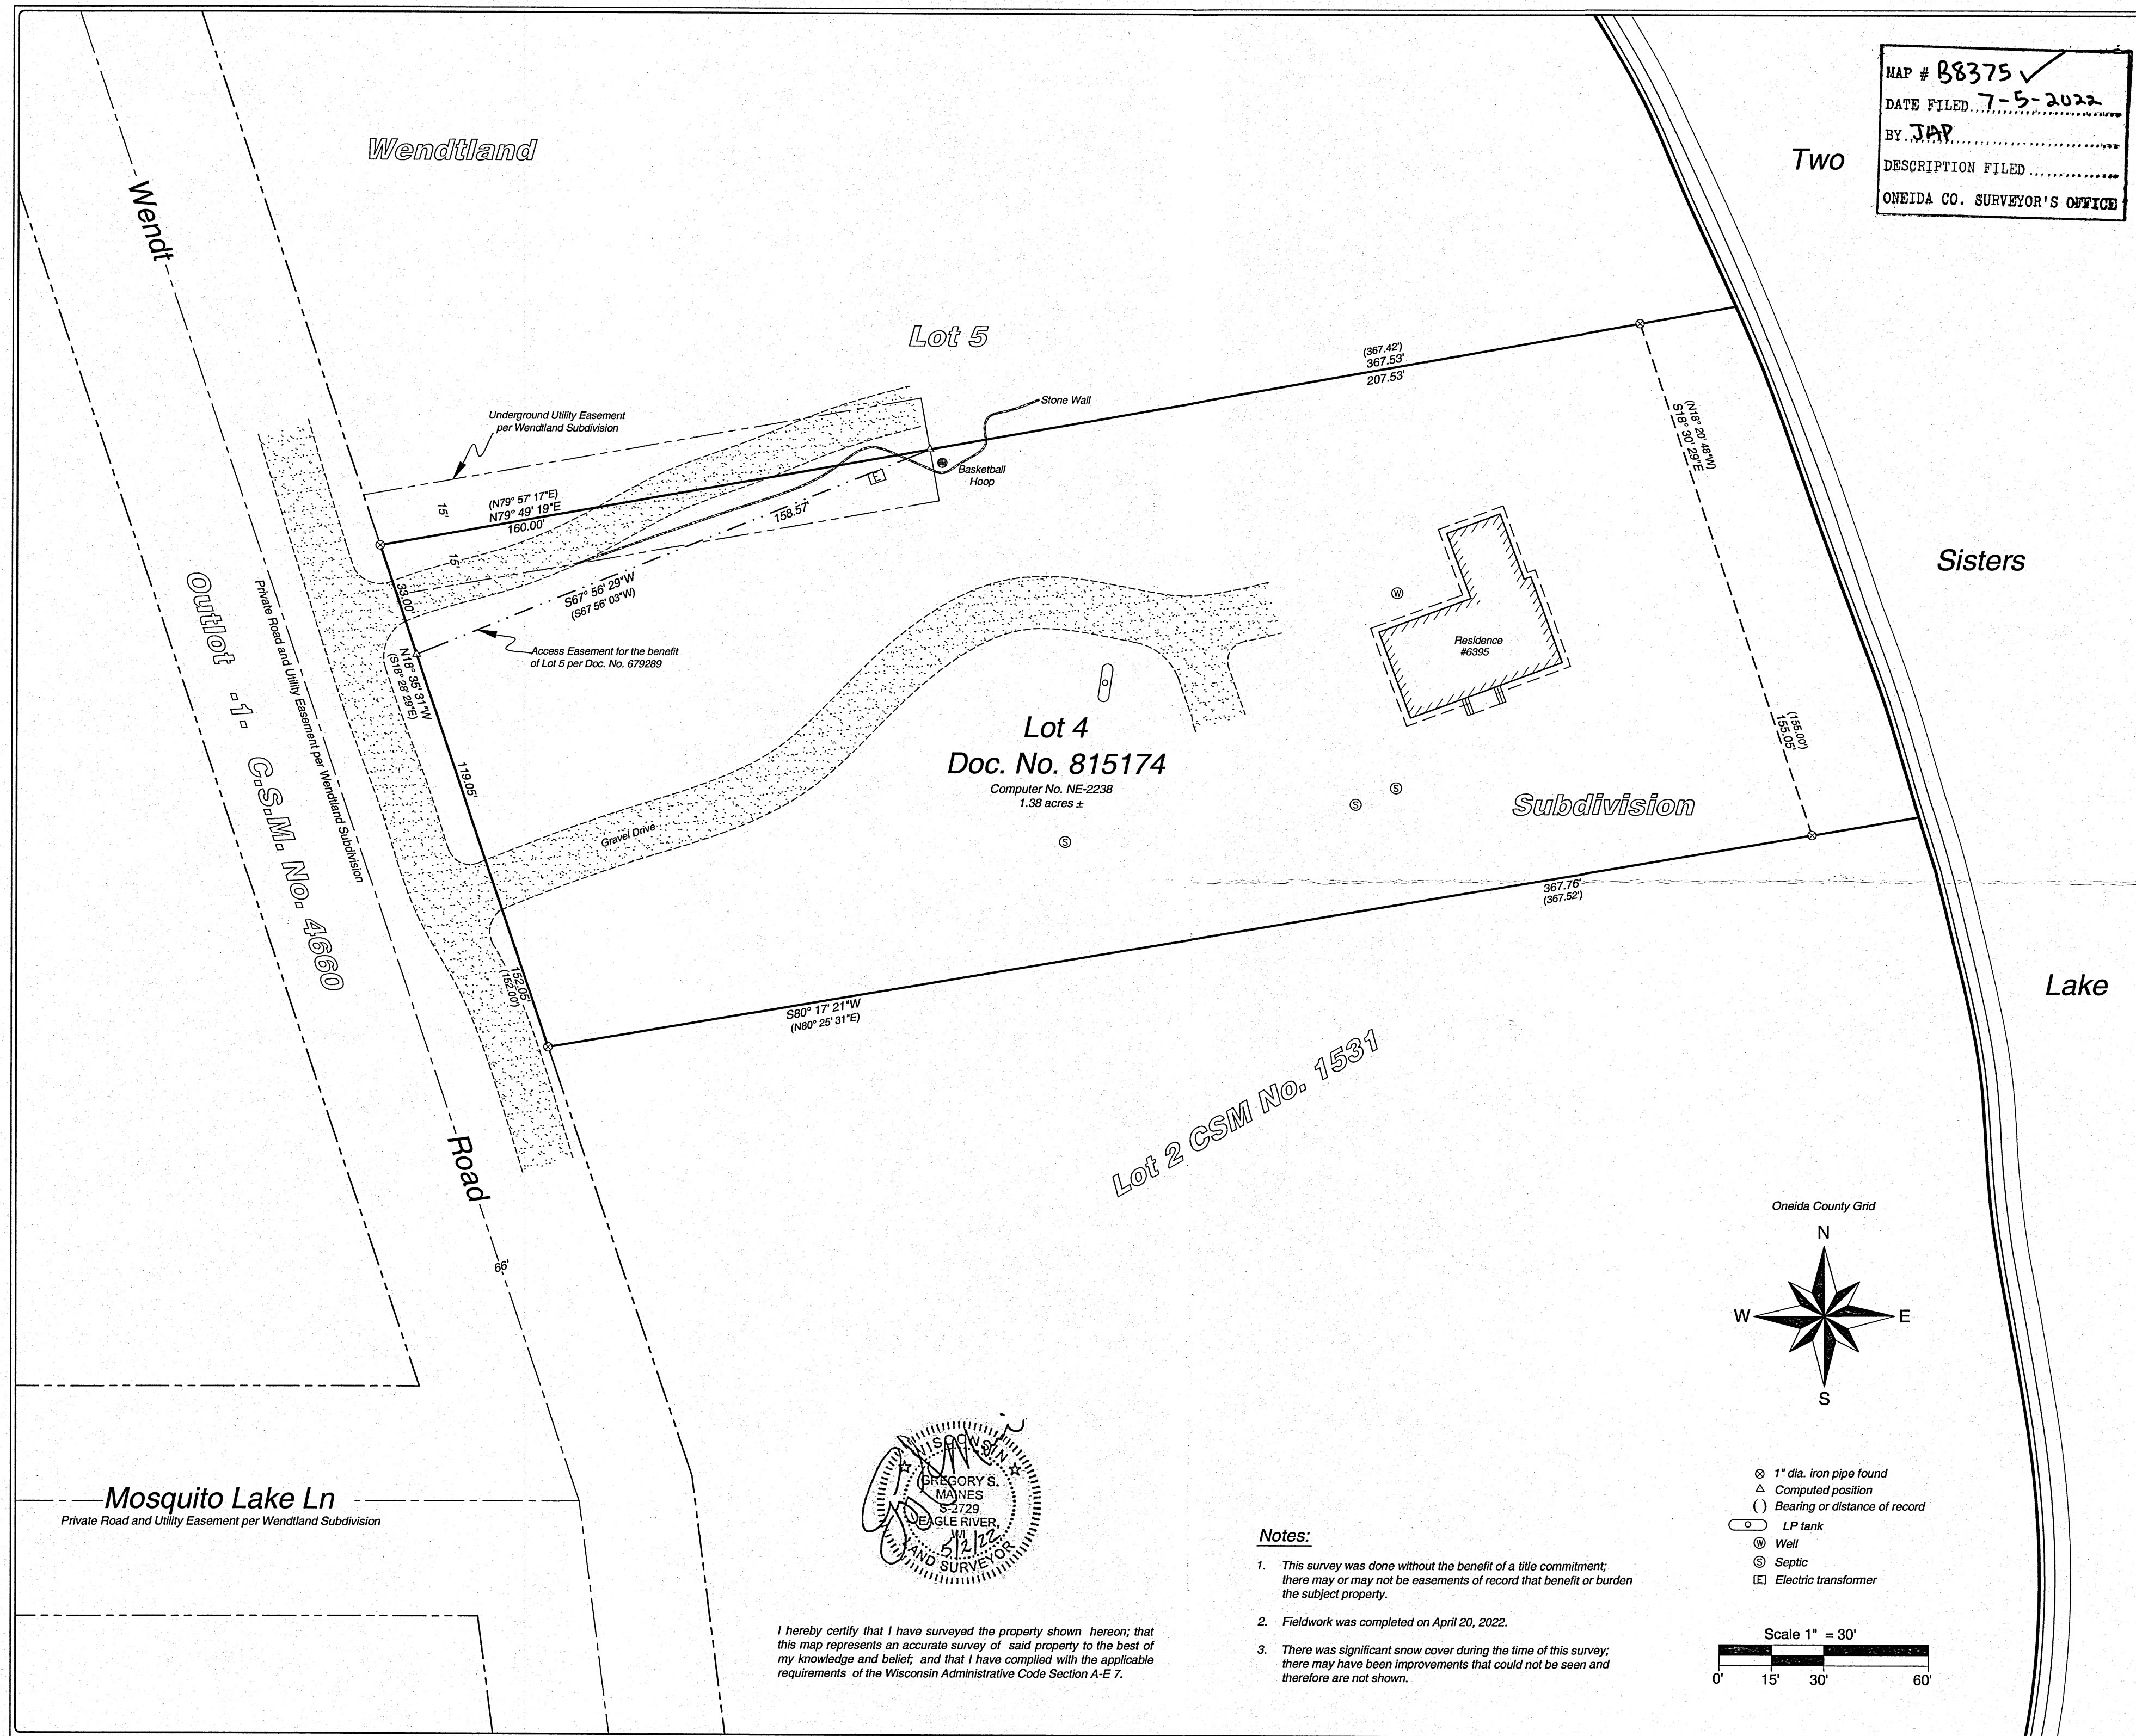 MAP # B8375 ✓
DATE FILED 7-5-2022
BY JAP
DESCRIPTION FILED
ONEIDA CO. SURVEYOR'S OFFICE
Two
Sisters
Lake
Wendtland
Wendt
Lot 5
Underground Utility Easement
per Wendtland Subdivision
Stone Wall
Basketball
Hoop
(367.42')
367.53'
207.53'
(N18° 20' 48"W)
S18° 30' 29"E
(155.00')
155.05'
(N79° 57' 17"E)
N79° 49' 19"E
160.00'
15'
15'
E
158.57'
S67° 56' 29"W
(S67 56' 03"W)
33.00'
Access Easement for the benefit
of Lot 5 per Doc. No. 679289
N18° 35' 31"W
(S18° 28' 29"E)
119.05'
Outlot -1- C.S.M. No. 4660
Private Road and Utility Easement per Wendtland Subdivision
W
Residence
#6395
Lot 4
Doc. No. 815174
Computer No. NE-2238
1.38 acres ±
Subdivision
S
S
S
Gravel Drive
367.76'
(367.52')
152.05'
(152.00')
S80° 17' 21"W
(N80° 25' 31"E)
Lot 2 CSM No. 1531
Road
66'
Mosquito Lake Ln
Private Road and Utility Easement per Wendtland Subdivision
Oneida County Grid
N
W
E
S
1" dia. iron pipe found
Computed position
( ) Bearing or distance of record
LP tank
W Well
S Septic
E Electric transformer
Scale 1" = 30'
0' 15' 30' 60'
WISCONSIN
GREGORY S.
MAINES
S-2729
EAGLE RIVER,
WI
5/2/22
LAND SURVEYOR
I hereby certify that I have surveyed the property shown hereon; that
this map represents an accurate survey of said property to the best of
my knowledge and belief; and that I have complied with the applicable
requirements of the Wisconsin Administrative Code Section A-E 7.
Notes:
1. This survey was done without the benefit of a title commitment;
there may or may not be easements of record that benefit or burden
the subject property.
2. Fieldwork was completed on April 20, 2022.
3. There was significant snow cover during the time of this survey;
there may have been improvements that could not be seen and
therefore are not shown.